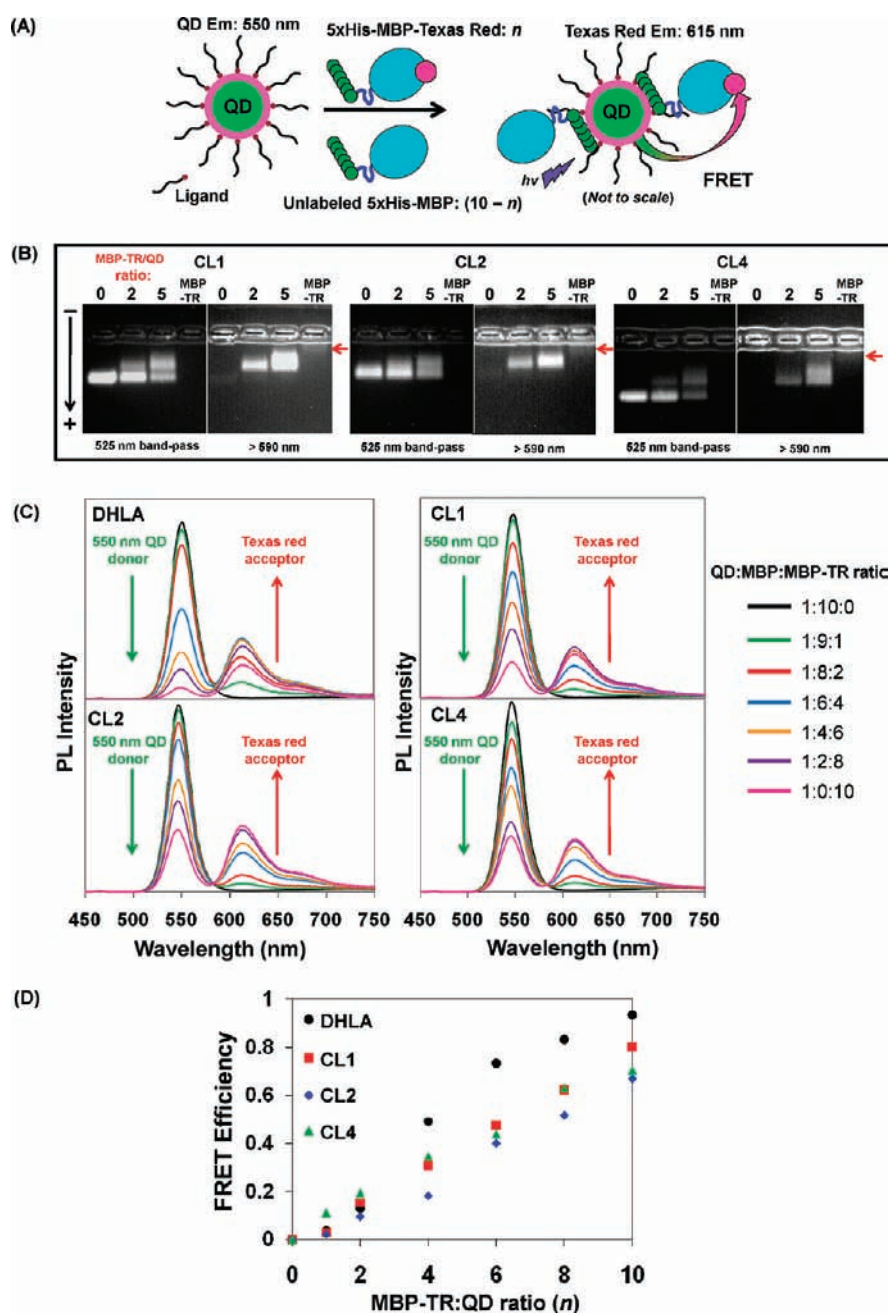 (A)
QD Em: 550 nm
5xHis-MBP-Texas Red: n
Texas Red Em: 615 nm
QD
QD
Ligand
Unlabeled 5xHis-MBP: (10 – n)
hv
(Not to scale)
FRET
(B)
MBP-TR/QD ratio:
CL1
CL2
CL4
0 2 5 MBP-TR 0 2 5 MBP-TR
0 2 5 MBP-TR 0 2 5 MBP-TR
0 2 5 MBP-TR 0 2 5 MBP-TR
–
+
525 nm band-pass
> 590 nm
525 nm band-pass
> 590 nm
525 nm band-pass
> 590 nm
(C)
DHLA
550 nm QD
donor
Texas red
acceptor
CL1
550 nm QD
donor
Texas red
acceptor
CL2
550 nm QD
donor
Texas red
acceptor
CL4
550 nm QD
donor
Texas red
acceptor
PL Intensity
PL Intensity
PL Intensity
PL Intensity
450 500 550 600 650 700 750
450 500 550 600 650 700 750
Wavelength (nm)
Wavelength (nm)
QD:MBP:MBP-TR ratio
1:10:0
1:9:1
1:8:2
1:6:4
1:4:6
1:2:8
1:0:10
(D)
FRET Efficiency
1
0.8
0.6
0.4
0.2
0
DHLA
CL1
CL2
CL4
0 2 4 6 8 10
MBP-TR:QD ratio (n)